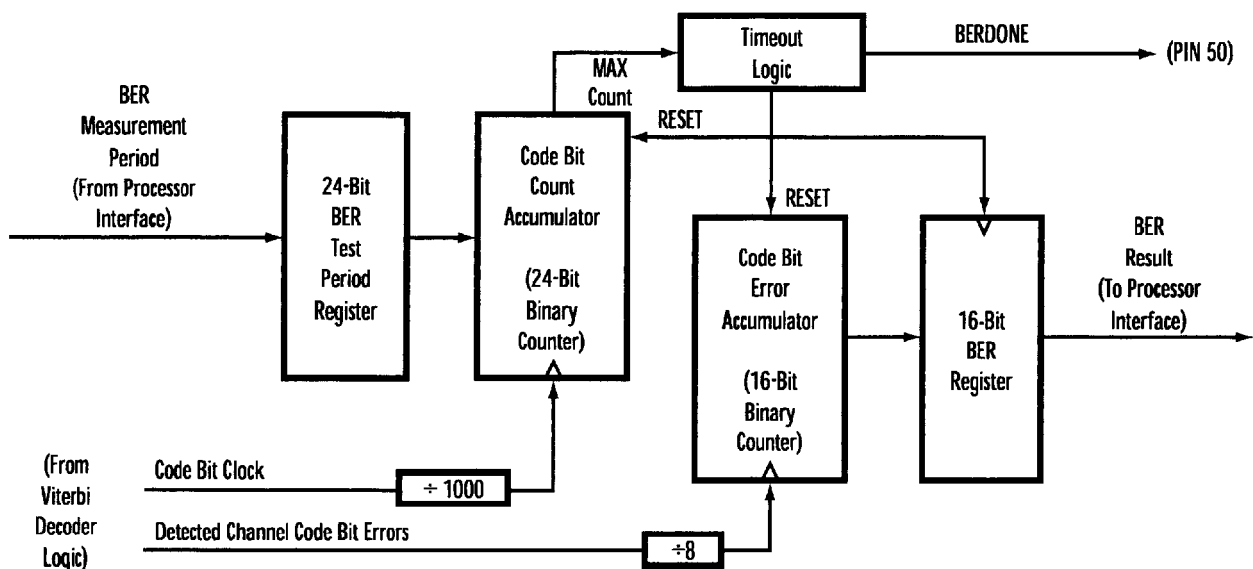 Timeout
Logic
BERDONE
(PIN 50)
MAX
Count
RESET
BER
Measurement
Period
(From Processor
Interface)
24-Bit
BER
Test
Period
Register
Code Bit
Count
Accumulator
(24-Bit
Binary
Counter)
RESET
Code Bit
Error
Accumulator
(16-Bit
Binary
Counter)
16-Bit
BER
Register
BER
Result
(To Processor
Interface)
(From
Viterbi
Decoder
Logic)
Code Bit Clock
÷ 1000
Detected Channel Code Bit Errors
÷8